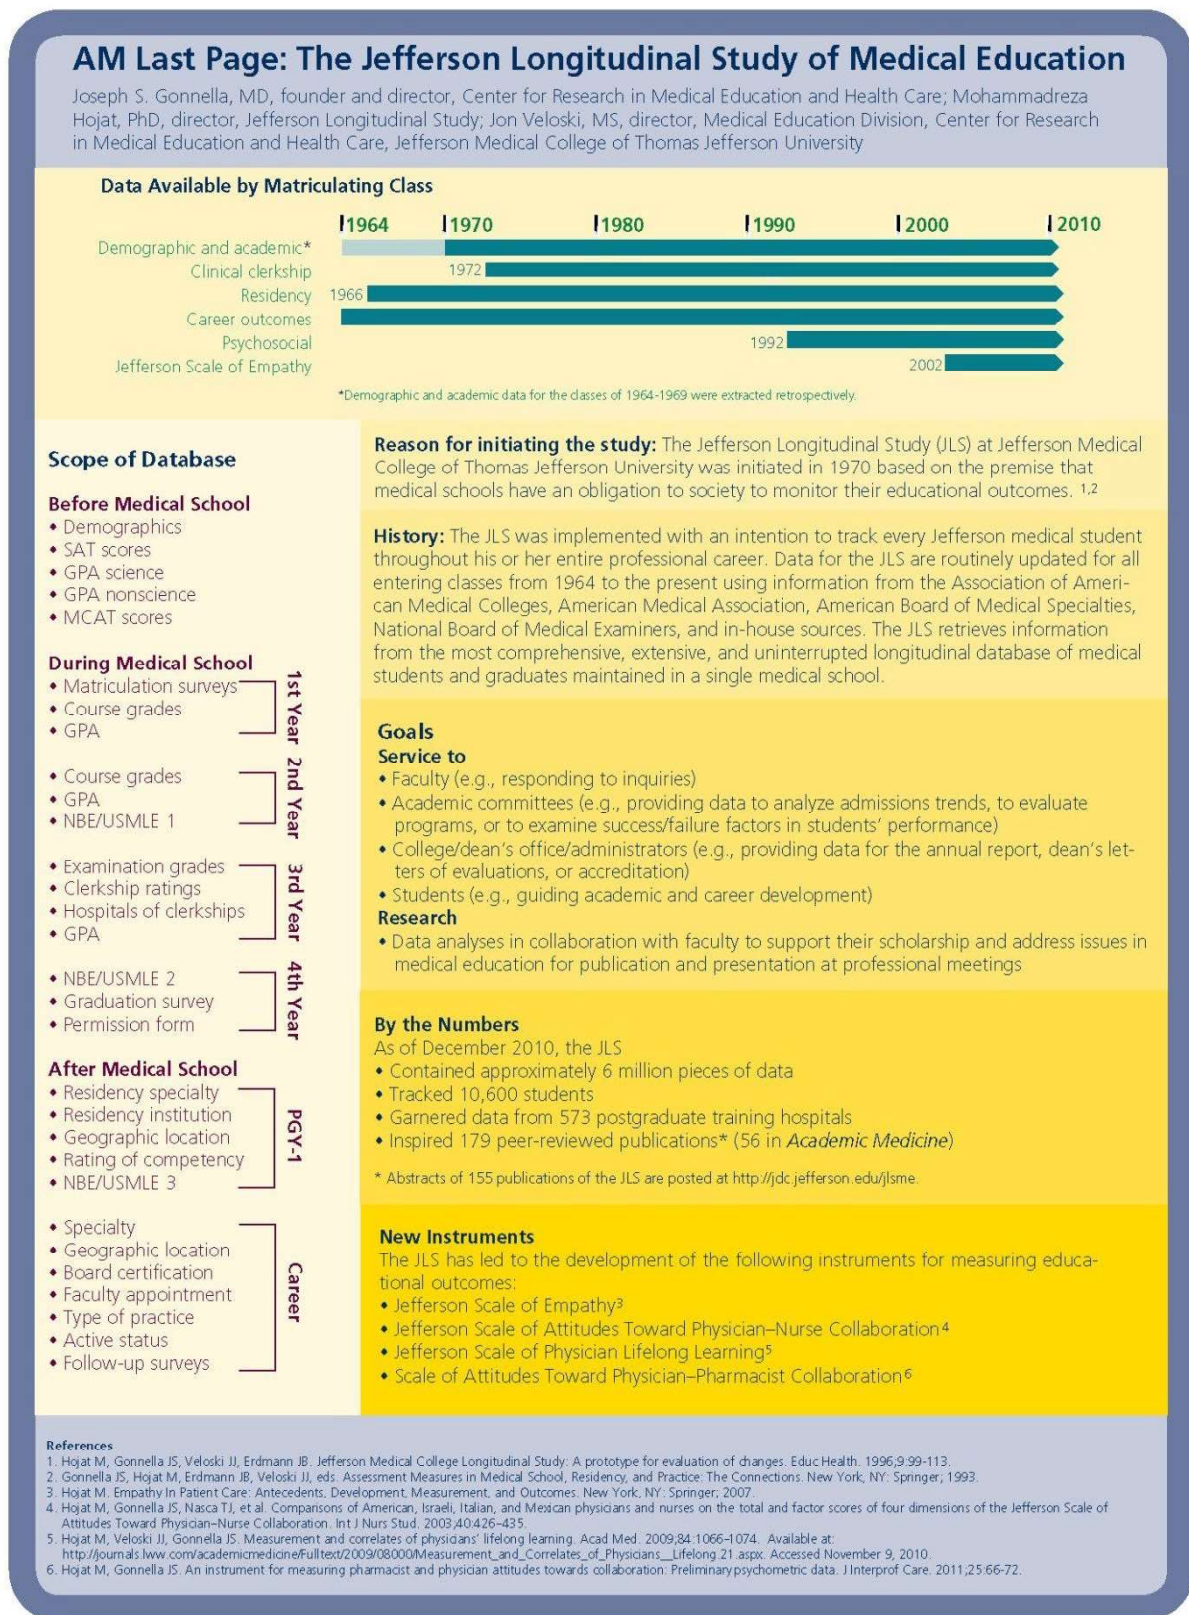 AM Last Page: The Jefferson Longitudinal Study of Medical Education
Joseph S. Gonnella, MD, founder and director, Center for Research in Medical Education and Health Care; Mohammadreza
Hojat, PhD, director, Jefferson Longitudinal Study; Jon Veloski, MS, director, Medical Education Division, Center for Research
in Medical Education and Health Care, Jefferson Medical College of Thomas Jefferson University
Data Available by Matriculating Class
1964 1970 1980 1990 2000 2010
Demographic and academic*
Clinical clerkship 1972
Residency 1966
Career outcomes
Psychosocial 1992
Jefferson Scale of Empathy 2002
*Demographic and academic data for the classes of 1964-1969 were extracted retrospectively.
Scope of Database
Before Medical School
• Demographics
• SAT scores
• GPA science
• GPA nonscience
• MCAT scores
During Medical School
1st Year
• Matriculation surveys
• Course grades
• GPA
2nd Year
• Course grades
• GPA
• NBE/USMLE 1
3rd Year
• Examination grades
• Clerkship ratings
• Hospitals of clerkships
• GPA
4th Year
• NBE/USMLE 2
• Graduation survey
• Permission form
After Medical School
PGY-1
• Residency specialty
• Residency institution
• Geographic location
• Rating of competency
• NBE/USMLE 3
Career
• Specialty
• Geographic location
• Board certification
• Faculty appointment
• Type of practice
• Active status
• Follow-up surveys
Reason for initiating the study: The Jefferson Longitudinal Study (JLS) at Jefferson Medical
College of Thomas Jefferson University was initiated in 1970 based on the premise that
medical schools have an obligation to society to monitor their educational outcomes. 1,2
History: The JLS was implemented with an intention to track every Jefferson medical student
throughout his or her entire professional career. Data for the JLS are routinely updated for all
entering classes from 1964 to the present using information from the Association of Ameri-
can Medical Colleges, American Medical Association, American Board of Medical Specialties,
National Board of Medical Examiners, and in-house sources. The JLS retrieves information
from the most comprehensive, extensive, and uninterrupted longitudinal database of medical
students and graduates maintained in a single medical school.
Goals
Service to
• Faculty (e.g., responding to inquiries)
• Academic committees (e.g., providing data to analyze admissions trends, to evaluate
programs, or to examine success/failure factors in students' performance)
• College/dean's office/administrators (e.g., providing data for the annual report, dean's let-
ters of evaluations, or accreditation)
• Students (e.g., guiding academic and career development)
Research
• Data analyses in collaboration with faculty to support their scholarship and address issues in
medical education for publication and presentation at professional meetings
By the Numbers
As of December 2010, the JLS
• Contained approximately 6 million pieces of data
• Tracked 10,600 students
• Garnered data from 573 postgraduate training hospitals
• Inspired 179 peer-reviewed publications* (56 in Academic Medicine)
* Abstracts of 155 publications of the JLS are posted at http://jdc.jefferson.edu/jlsme.
New Instruments
The JLS has led to the development of the following instruments for measuring educa-
tional outcomes:
• Jefferson Scale of Empathy3
• Jefferson Scale of Attitudes Toward Physician–Nurse Collaboration4
• Jefferson Scale of Physician Lifelong Learning5
• Scale of Attitudes Toward Physician–Pharmacist Collaboration6
References
1. Hojat M, Gonnella JS, Veloski JJ, Erdmann JB. Jefferson Medical College Longitudinal Study: A prototype for evaluation of changes. Educ Health. 1996;9:99-113.
2. Gonnella JS, Hojat M, Erdmann JB, Veloski JJ, eds. Assessment Measures in Medical School, Residency, and Practice: The Connections. New York, NY: Springer; 1993.
3. Hojat M. Empathy In Patient Care: Antecedents, Development, Measurement, and Outcomes. New York, NY: Springer; 2007.
4. Hojat M, Gonnella JS, Nasca TJ, et al. Comparisons of American, Israeli, Italian, and Mexican physicians and nurses on the total and factor scores of four dimensions of the Jefferson Scale of
Attitudes Toward Physician–Nurse Collaboration. Int J Nurs Stud. 2003;40:426–435.
5. Hojat M, Veloski JJ, Gonnella JS. Measurement and correlates of physicians' lifelong learning. Acad Med. 2009;84:1066–1074. Available at:
http://journals.lww.com/academicmedicine/Fulltext/2009/08000/Measurement_and_Correlates_of_Physicians__Lifelong.21.aspx. Accessed November 9, 2010.
6. Hojat M, Gonnella JS. An instrument for measuring pharmacist and physician attitudes towards collaboration: Preliminary psychometric data. J Interprof Care. 2011;25:66-72.